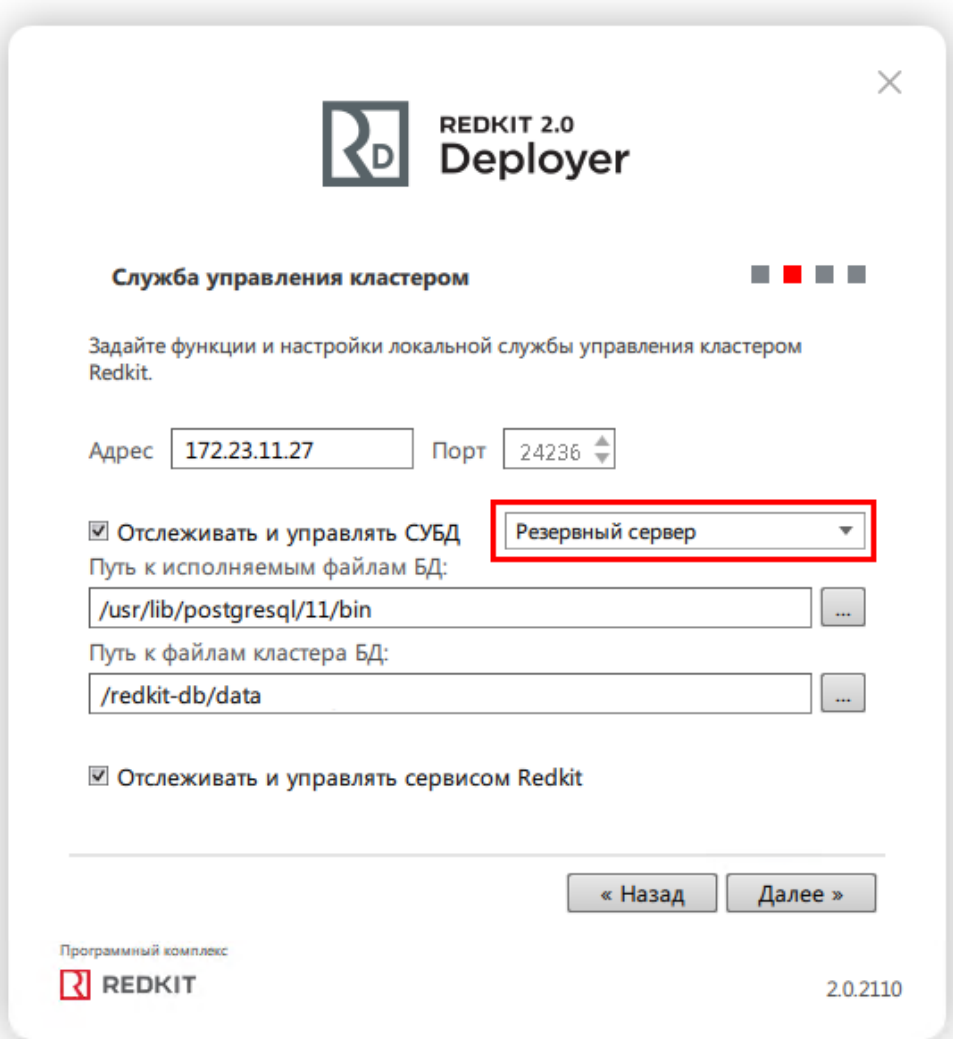 REDKIT 2.0
Deployer
Служба управления кластером
Задайте функции и настройки локальной службы управления кластером
Redkit.
Адрес 172.23.11.27 Порт 24236
Отслеживать и управлять СУБД Резервный сервер
Путь к исполняемым файлам БД:
/usr/lib/postgresql/11/bin ...
Путь к файлам кластера БД:
/redkit-db/data ...
Отслеживать и управлять сервисом Redkit
« Назад Далее »
Программный комплекс
REDKIT
2.0.2110